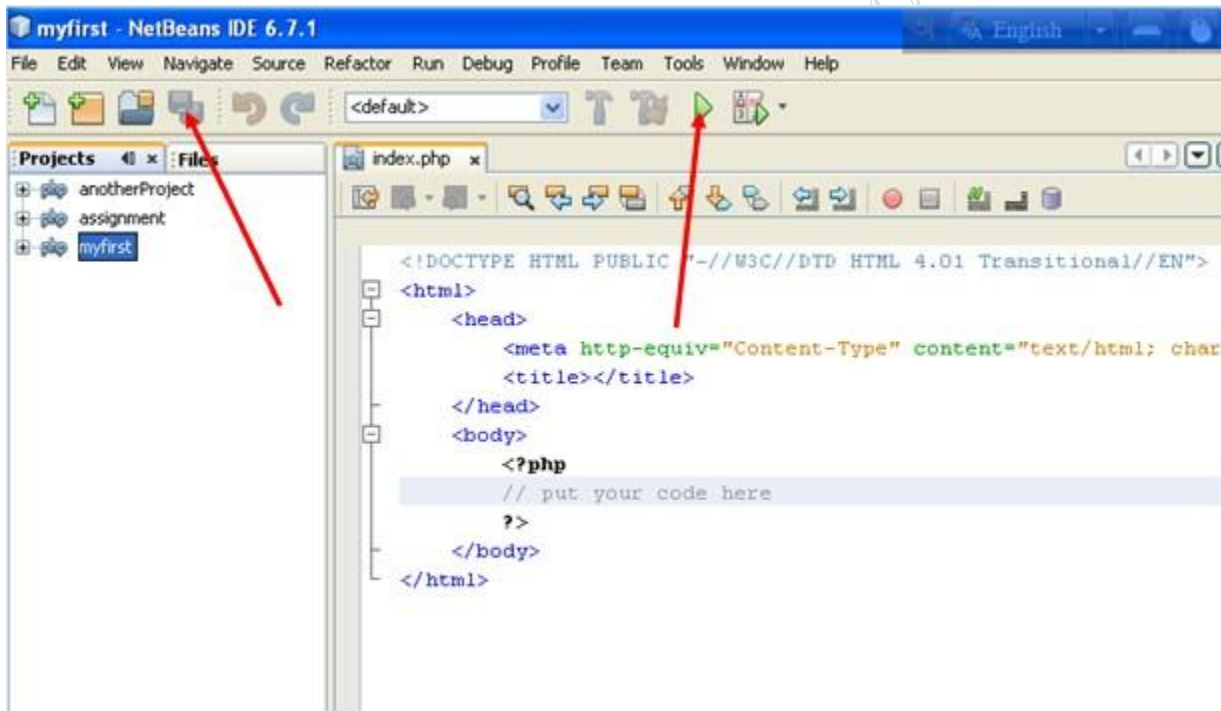 myfirst - NetBeans IDE 6.7.1
English
File Edit View Navigate Source Refactor Run Debug Profile Team Tools Window Help
<default>
Projects Files
index.php
anotherProject
assignment
myfirst
<!DOCTYPE HTML PUBLIC "-//W3C//DTD HTML 4.01 Transitional//EN">
<html>
<head>
<meta http-equiv="Content-Type" content="text/html; char
<title></title>
</head>
<body>
<?php
// put your code here
?>
</body>
</html>